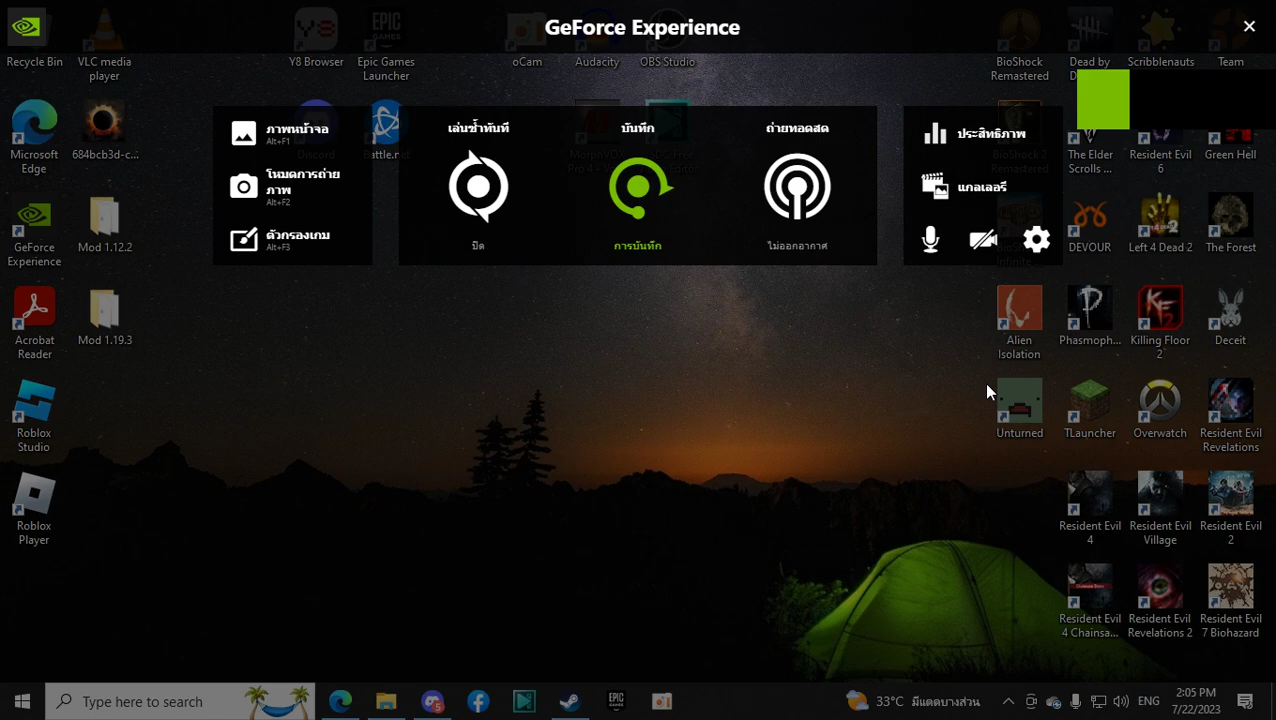 GeForce Experience
Recycle Bin
VLC media
player
Y8 Browser
Epic Games
Launcher
oCam
Audacity
OBS Studio
BioShock
Remastered
Dead by
Scribblenauts
Team
ภาพหน้าจอ
Alt+F1
โหมดการถ่าย
ภาพ
Alt+F2
ตัวกรองเกม
Alt+F3
เล่นซ้ำทันที
ปิด
บันทึก
การบันทึก
ถ่ายทอดสด
ไม่ออกอากาศ
ประสิทธิภาพ
แกลเลอรี
Microsoft
Edge
684bcb3d-c...
Discord
Battle.net
BioShock 2
Remastered
The Elder
Scrolls ...
Resident Evil
6
Green Hell
GeForce
Experience
Mod 1.12.2
BioShock
Infinite
DEVOUR
Left 4 Dead 2
The Forest
Acrobat
Reader
Mod 1.19.3
Alien
Isolation
Phasmoph...
Killing Floor
2
Deceit
Roblox
Studio
Unturned
TLauncher
Overwatch
Resident Evil
Revelations
Roblox
Player
Resident Evil
4
Resident Evil
Village
Resident Evil
2
Resident Evil
4 Chainsa...
Resident Evil
Revelations 2
Resident Evil
7 Biohazard
Type here to search
33°C มีแดดบางส่วน
ENG
2:05 PM
7/22/2023